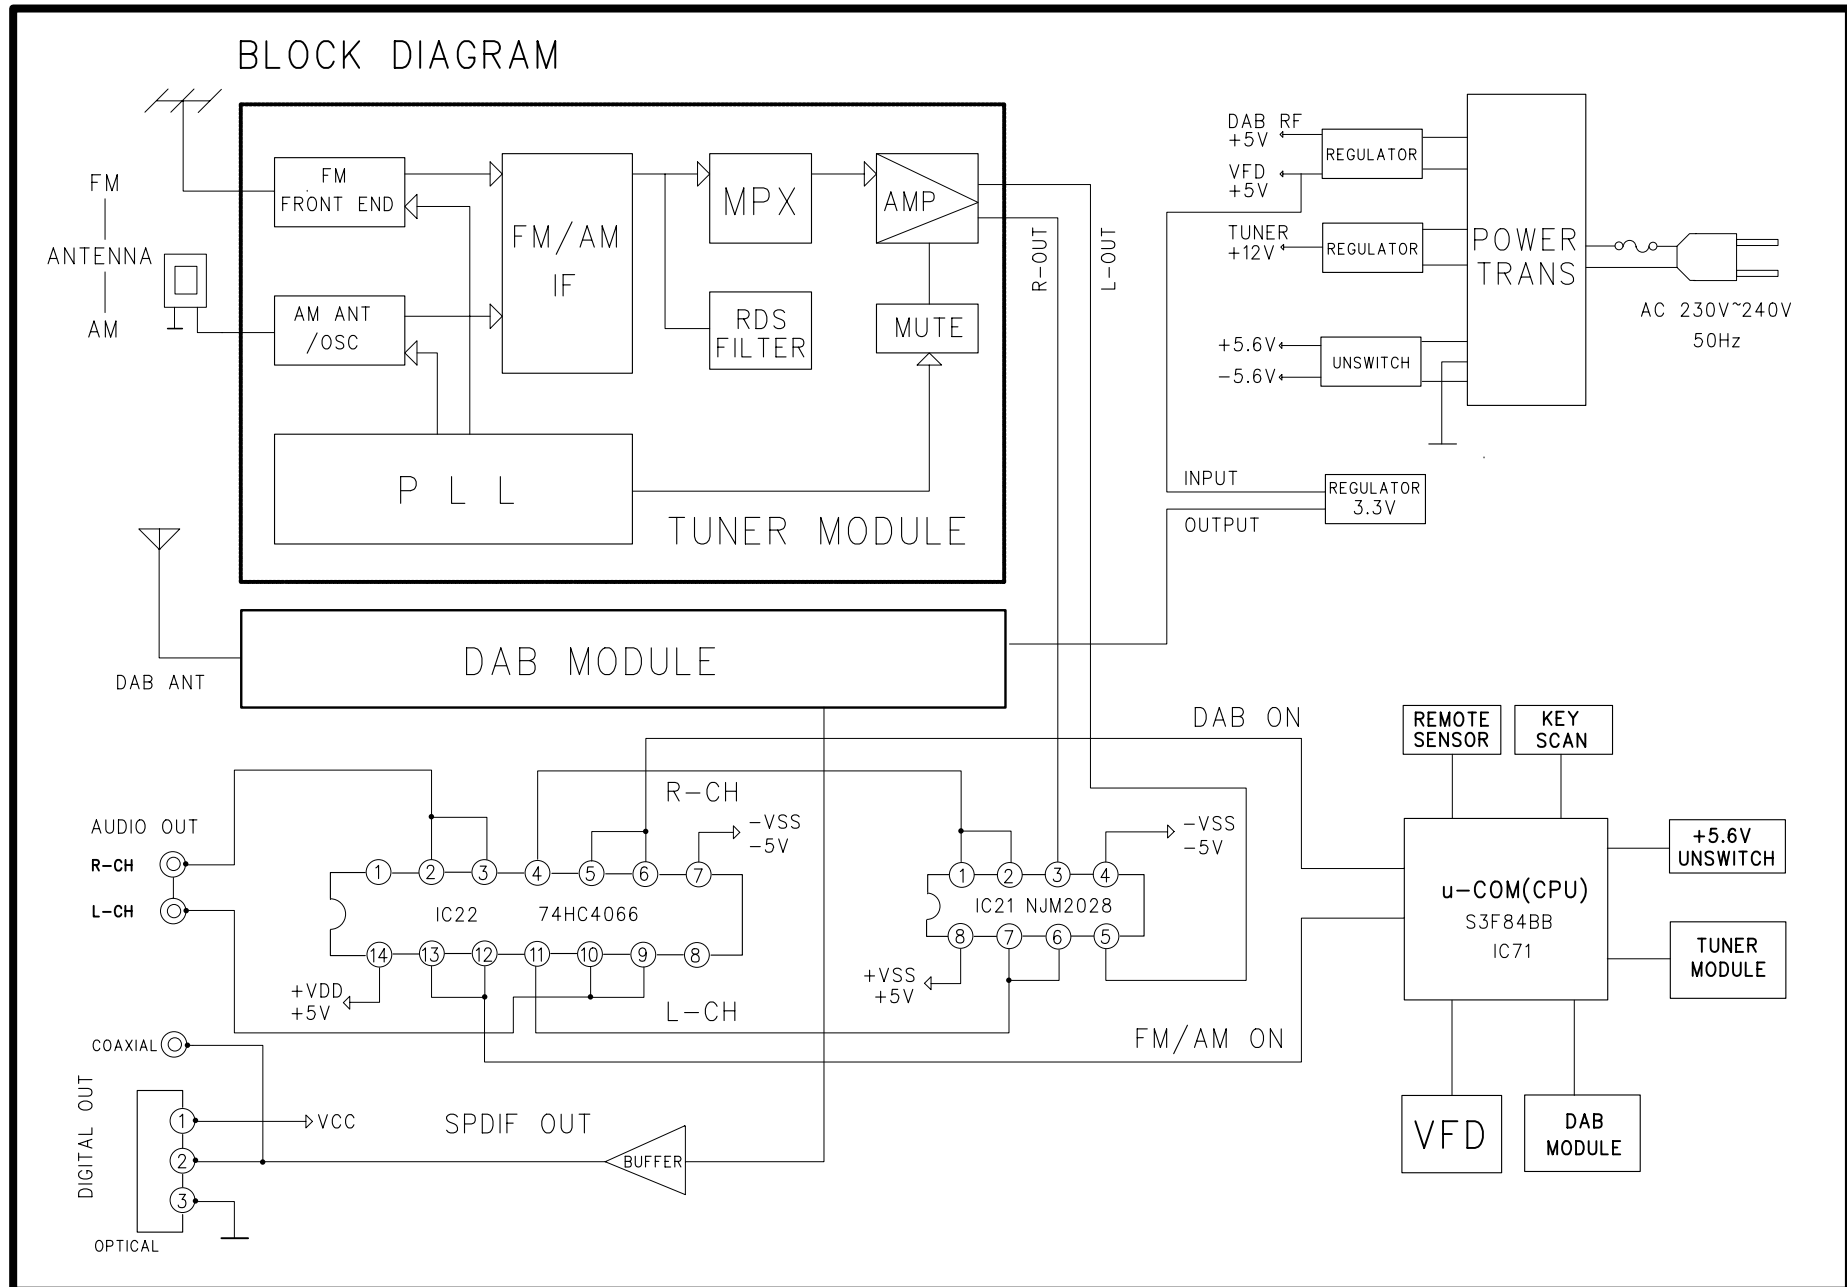 BLOCK DIAGRAM
FM
ANTENNA
AM
FM
FRONT END
AM ANT
/OSC
FM/AM
IF
MPX
RDS
FILTER
AMP
MUTE
P L L
TUNER MODULE
R-OUT
L-OUT
DAB RF
+5V
VFD
+5V
REGULATOR
TUNER
+12V
REGULATOR
+5.6V
-5.6V
UNSWITCH
POWER
TRANS
AC 230V~240V
50Hz
INPUT
OUTPUT
REGULATOR
3.3V
DAB ANT
DAB MODULE
DAB ON
R-CH
AUDIO OUT
R-CH
L-CH
-VSS
-5V
1 2 3 4 5 6 7
IC22 74HC4066
14 13 12 11 10 9 8
+VDD
+5V
L-CH
-VSS
-5V
1 2 3 4
IC21 NJM2028
8 7 6 5
+VSS
+5V
FM/AM ON
REMOTE
SENSOR
KEY
SCAN
u-COM(CPU)
S3F84BB
IC71
+5.6V
UNSWITCH
TUNER
MODULE
VFD
DAB
MODULE
COAXIAL
DIGITAL OUT
1
2
3
VCC
SPDIF OUT
BUFFER
OPTICAL